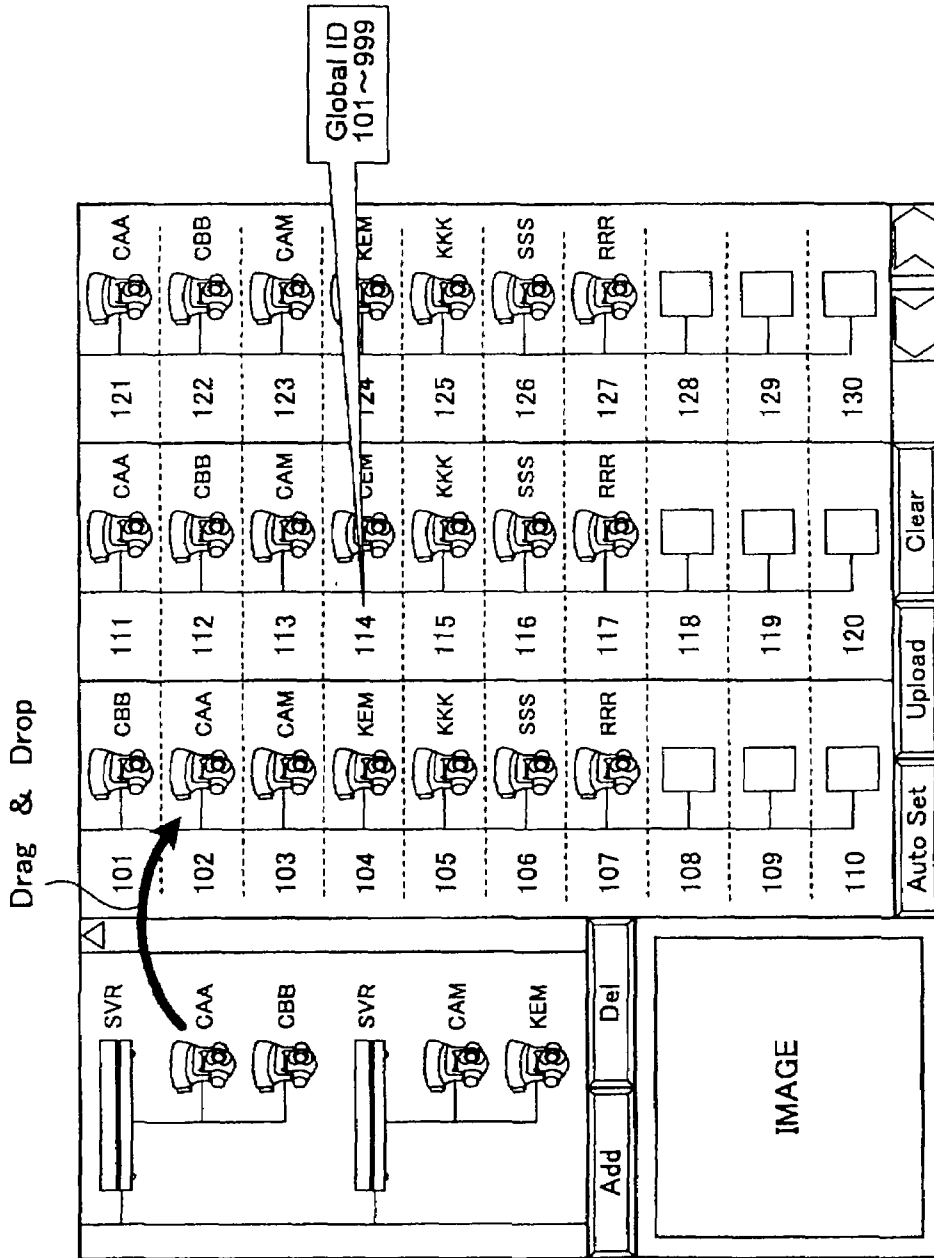 Drag & Drop
SVR
CAA
CBB
SVR
CAM
KEM
Add
Del
IMAGE
101 CBB
102 CAA
103 CAM
104 KEM
105 KKK
106 SSS
107 RRR
108
109
110
111 CAA
112 CBB
113 CAM
114 CEM
115 KKK
116 SSS
117 RRR
118
119
120
121 CAA
122 CBB
123 CAM
124 KEM
125 KKK
126 SSS
127 RRR
128
129
130
Global ID
101~999
Auto Set
Upload
Clear